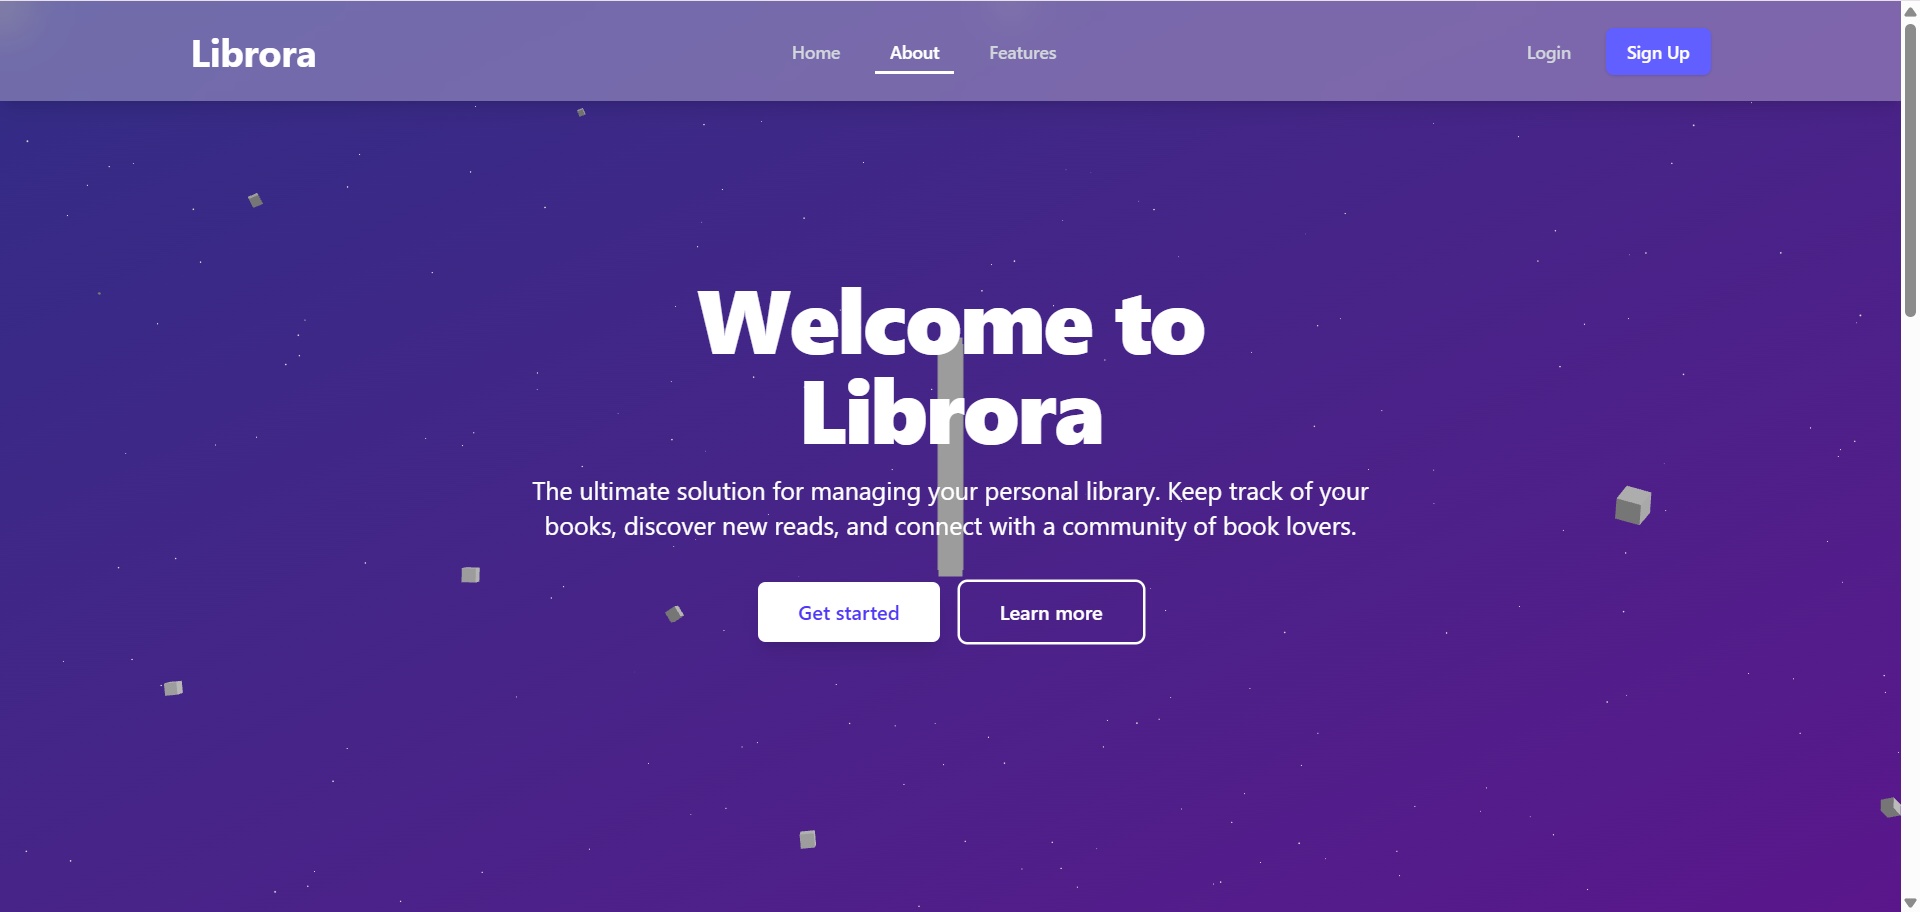 Librora
Home
About
Features
Login
Sign Up
Welcome to
Librora
The ultimate solution for managing your personal library. Keep track of your
books, discover new reads, and connect with a community of book lovers.
Get started
Learn more